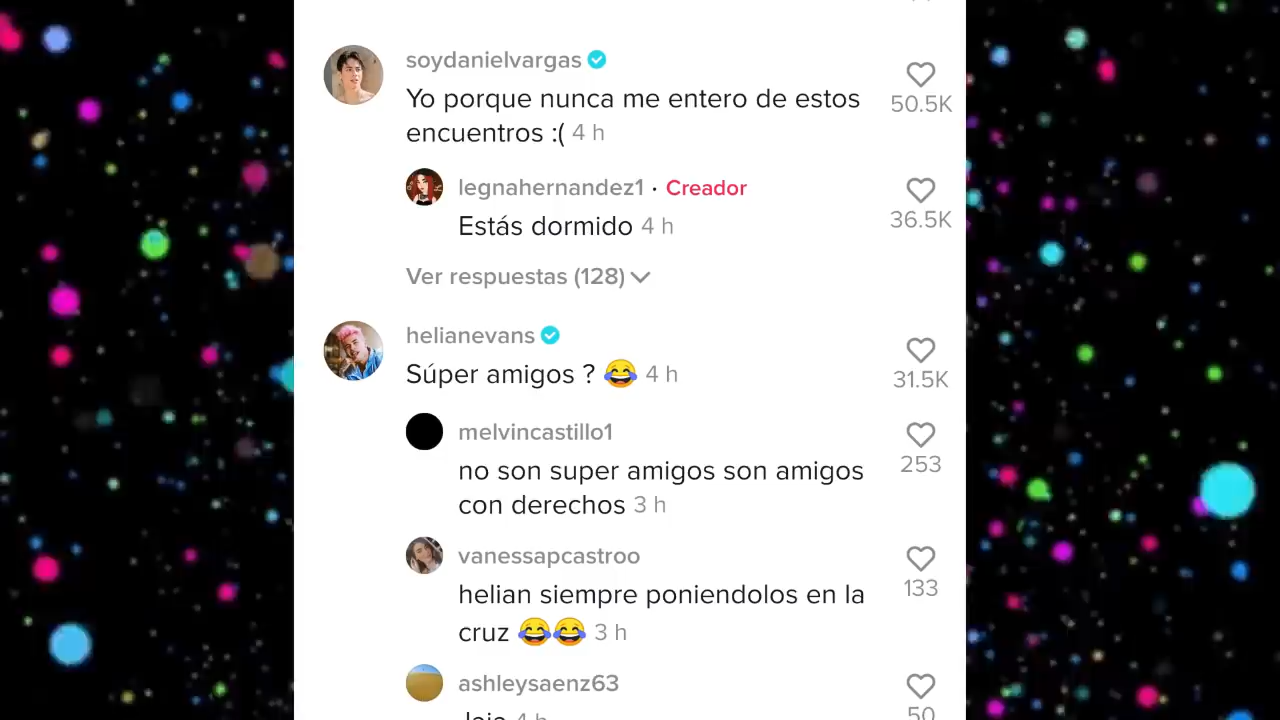 soydanielvargas
Yo porque nunca me entero de estos
encuentros :( 4 h
50.5K
legnahernandez1 · Creador
Estás dormido 4 h
36.5K
Ver respuestas (128)
helianevans
Súper amigos ? 😂 4 h
31.5K
melvincastillo1
no son super amigos son amigos
con derechos 3 h
253
vanessapcastroo
helian siempre poniendolos en la
cruz 😂😂 3 h
133
ashleysaenz63
4 h
50